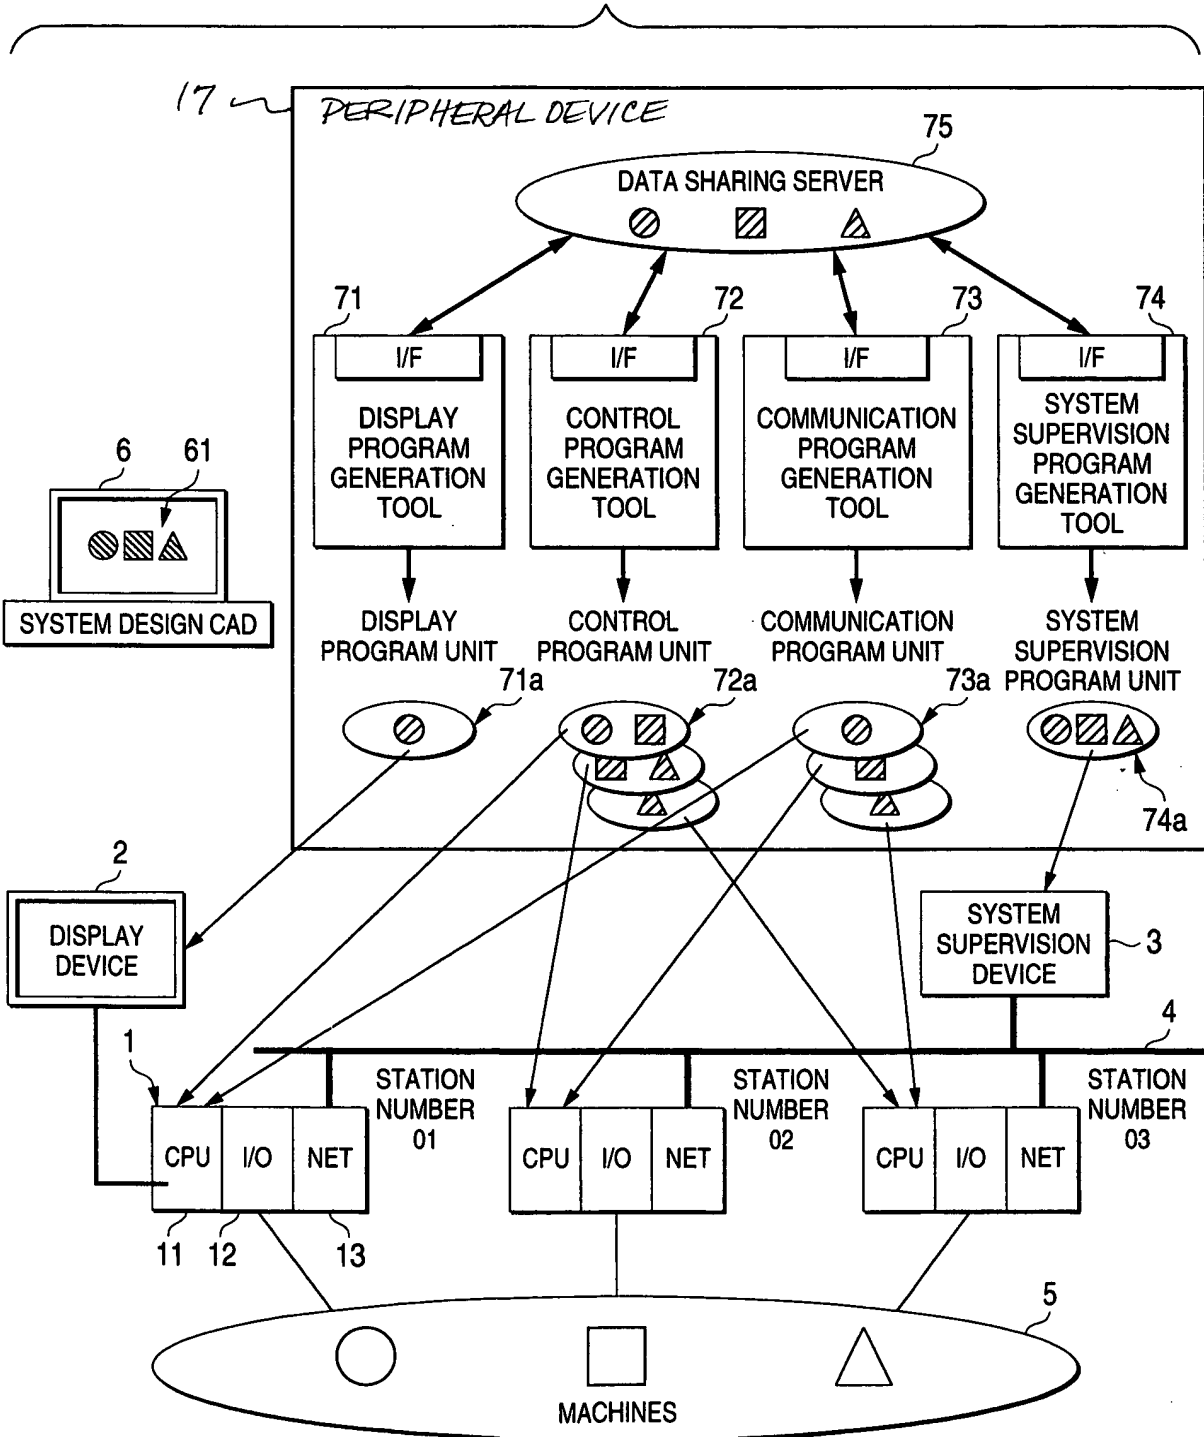 17 PERIPHERAL DEVICE
75
DATA SHARING SERVER
71
72
73
74
I/F
I/F
I/F
I/F
DISPLAY
PROGRAM
GENERATION
TOOL
CONTROL
PROGRAM
GENERATION
TOOL
COMMUNICATION
PROGRAM
GENERATION
TOOL
SYSTEM
SUPERVISION
PROGRAM
GENERATION
TOOL
6
61
SYSTEM DESIGN CAD
DISPLAY
PROGRAM UNIT
CONTROL
PROGRAM UNIT
COMMUNICATION
PROGRAM UNIT
SYSTEM
SUPERVISION
PROGRAM UNIT
71a
72a
73a
74a
2
DISPLAY
DEVICE
SYSTEM
SUPERVISION
DEVICE
3
4
1
STATION
NUMBER
01
STATION
NUMBER
02
STATION
NUMBER
03
CPU I/O NET
CPU I/O NET
CPU I/O NET
11
12
13
5
MACHINES